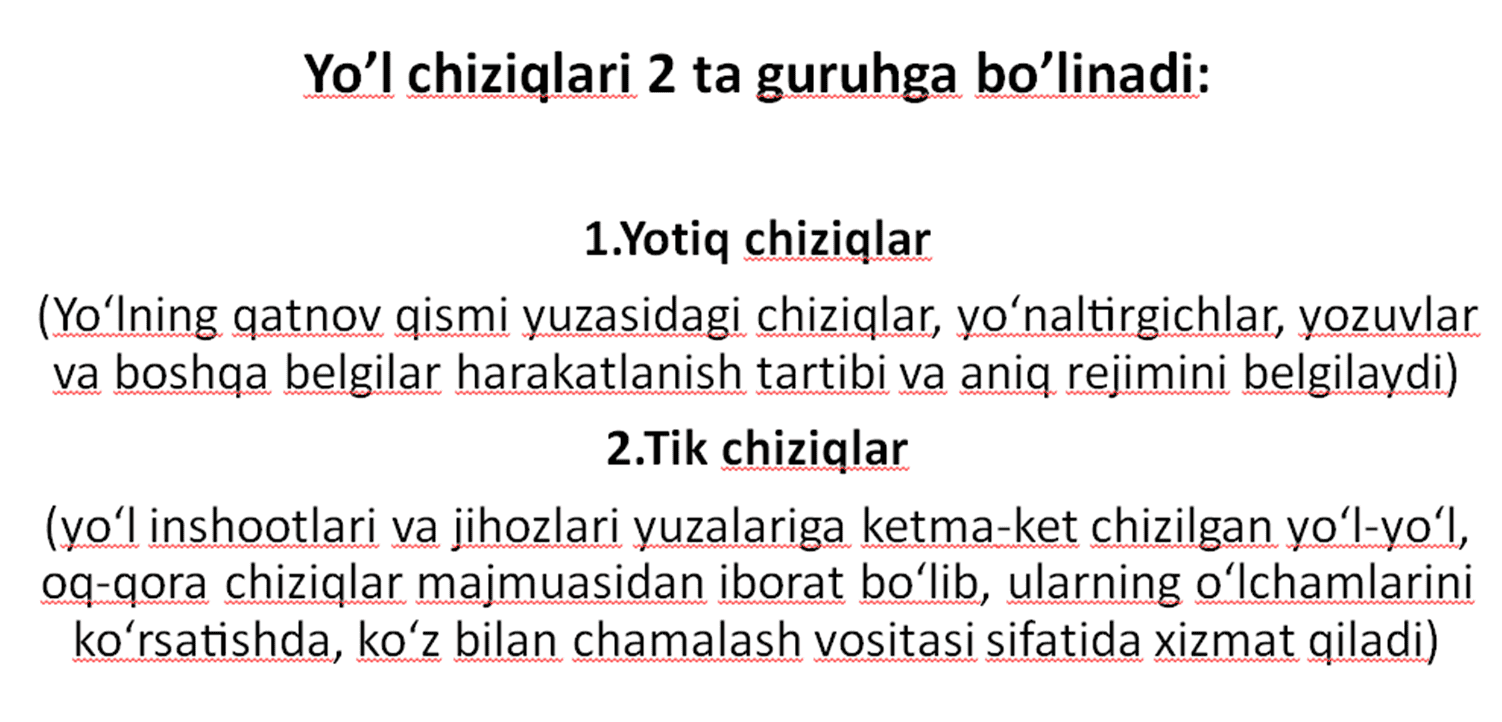 Yo’l chiziqlari 2 ta guruhga bo’linadi:
1.Yotiq chiziqlar
(Yo‘lning qatnov qismi yuzasidagi chiziqlar, yo‘naltirgichlar, yozuvlar
va boshqa belgilar harakatlanish tartibi va aniq rejimini belgilaydi)
2.Tik chiziqlar
(yo‘l inshootlari va jihozlari yuzalariga ketma-ket chizilgan yo‘l-yo‘l,
oq-qora chiziqlar majmuasidan iborat bo‘lib, ularning o‘lchamlarini
ko‘rsatishda, ko‘z bilan chamalash vositasi sifatida xizmat qiladi)